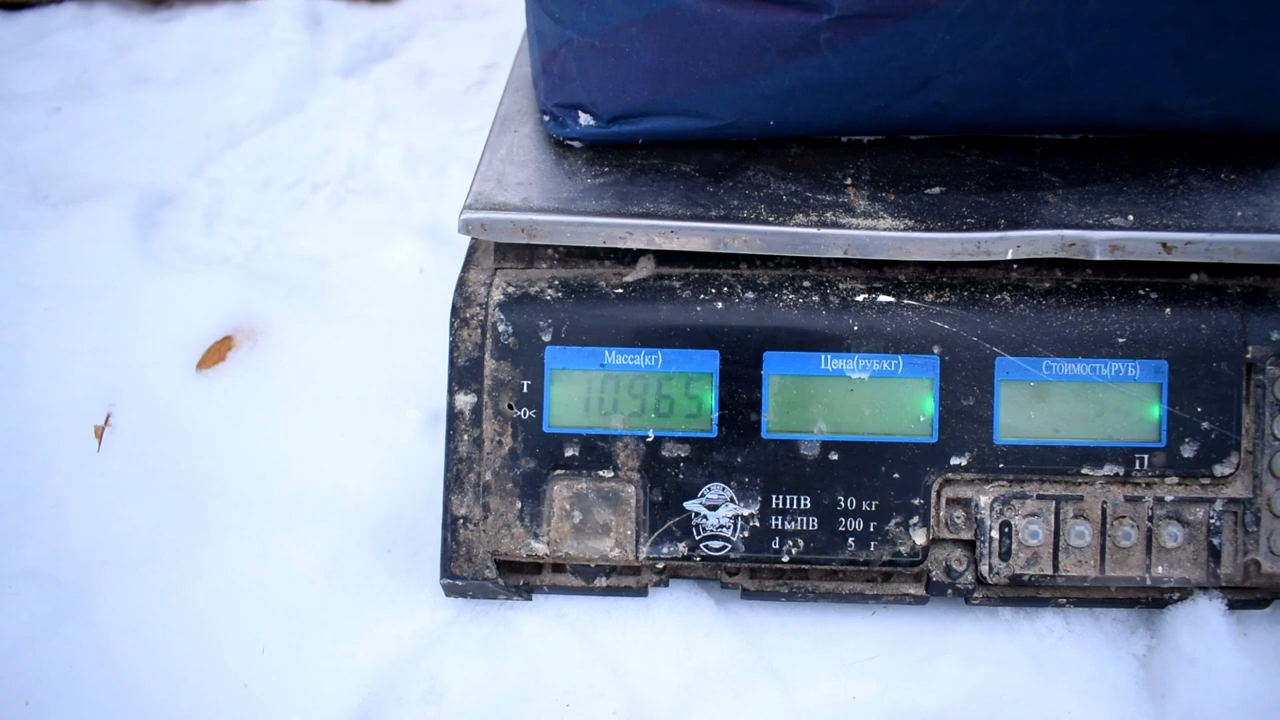 Масса(кг)
Цена(РУБ/КГ)
Стоимость(РУБ)
10.965
T
>0<
П
НПВ 30 кг
НмПВ 200 г
d 5 г